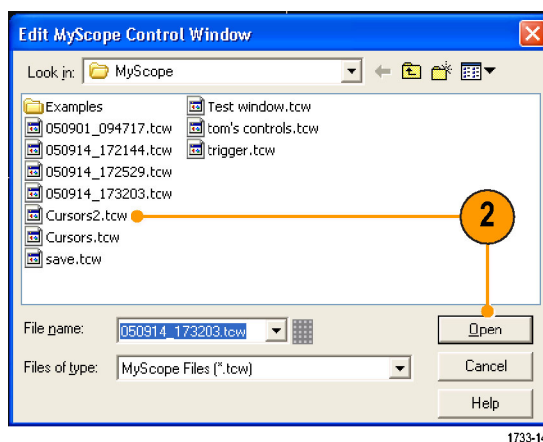 Edit MyScope Control Window
Look in: MyScope
Examples
050901_094717.tcw
050914_172144.tcw
050914_172529.tcw
050914_173203.tcw
Cursors2.tcw
Cursors.tcw
save.tcw
Test window.tcw
tom's controls.tcw
trigger.tcw
2
File name: 050914_173203.tcw Open
Files of type: MyScope Files (*.tcw) Cancel
Help
1733-14